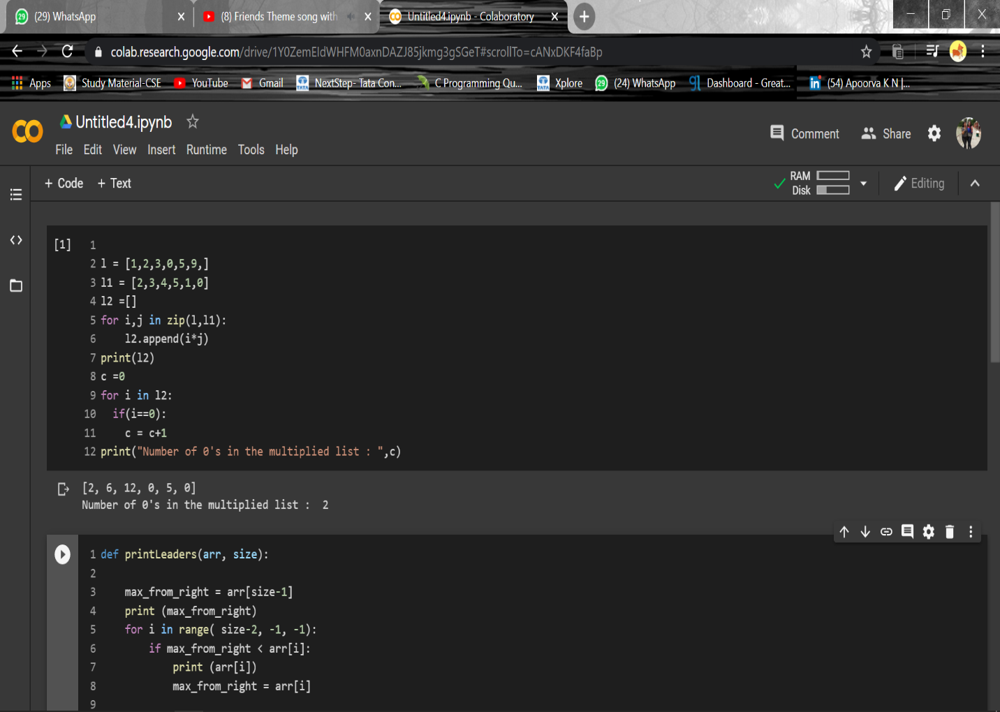 (29) WhatsApp
(8) Friends Theme song with
Untitled4.ipynb - Colaboratory
colab.research.google.com/drive/1Y0ZemEIdWHFM0axnDAZJ85jkmg3gSGeT#scrollTo=cANxDKF4faBp
Apps Study Material-CSE YouTube Gmail NextStep- Tata Con... C Programming Qu... Xplore (24) WhatsApp Dashboard - Great... (54) Apoorva K N |...
Untitled4.ipynb
File Edit View Insert Runtime Tools Help
Comment Share
+ Code + Text
RAM
Disk
Editing
[1] 1
2 l = [1,2,3,0,5,9,]
3 l1 = [2,3,4,5,1,0]
4 l2 =[]
5 for i,j in zip(l,l1):
6     l2.append(i*j)
7 print(l2)
8 c =0
9 for i in l2:
10   if(i==0):
11     c = c+1
12 print("Number of 0's in the multiplied list : ",c)
[2, 6, 12, 0, 5, 0]
Number of 0's in the multiplied list :  2
1 def printLeaders(arr, size):
2
3     max_from_right = arr[size-1]
4     print (max_from_right)
5     for i in range( size-2, -1, -1):
6         if max_from_right < arr[i]:
7             print (arr[i])
8             max_from_right = arr[i]
9